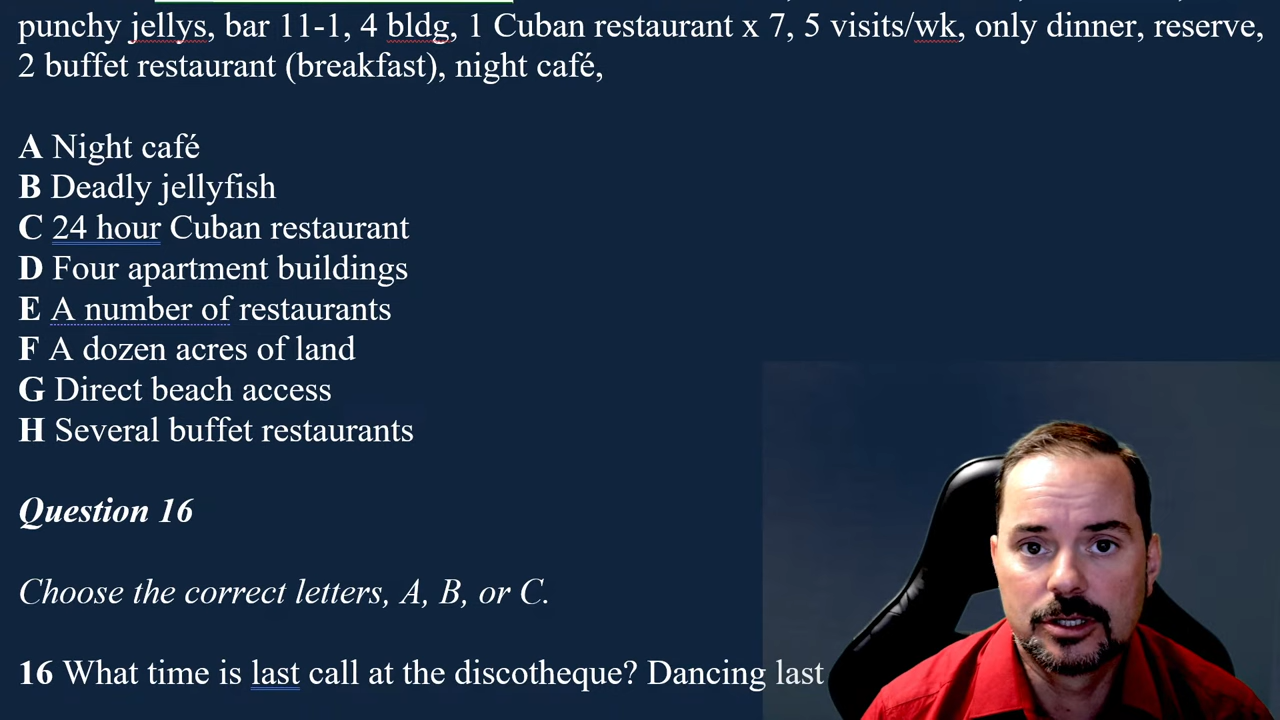 punchy jellys, bar 11-1, 4 bldg, 1 Cuban restaurant x 7, 5 visits/wk, only dinner, reserve,
2 buffet restaurant (breakfast), night café,
A Night café
B Deadly jellyfish
C 24 hour Cuban restaurant
D Four apartment buildings
E A number of restaurants
F A dozen acres of land
G Direct beach access
H Several buffet restaurants
Question 16
Choose the correct letters, A, B, or C.
16 What time is last call at the discotheque? Dancing last